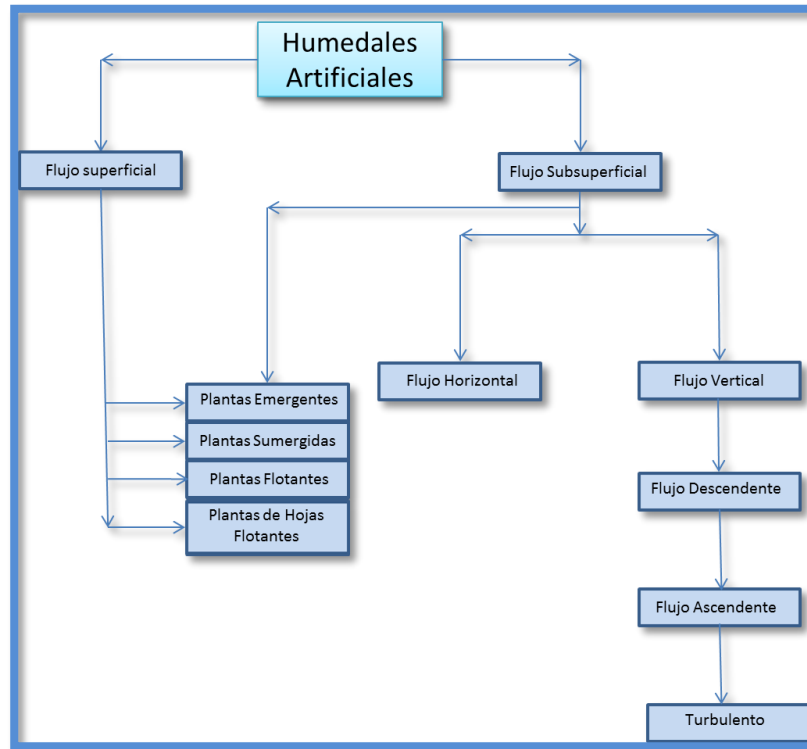 Humedales
Artificiales
Flujo superficial
Flujo Subsuperficial
Flujo Horizontal
Flujo Vertical
Plantas Emergentes
Plantas Sumergidas
Plantas Flotantes
Plantas de Hojas
Flotantes
Flujo Descendente
Flujo Ascendente
Turbulento